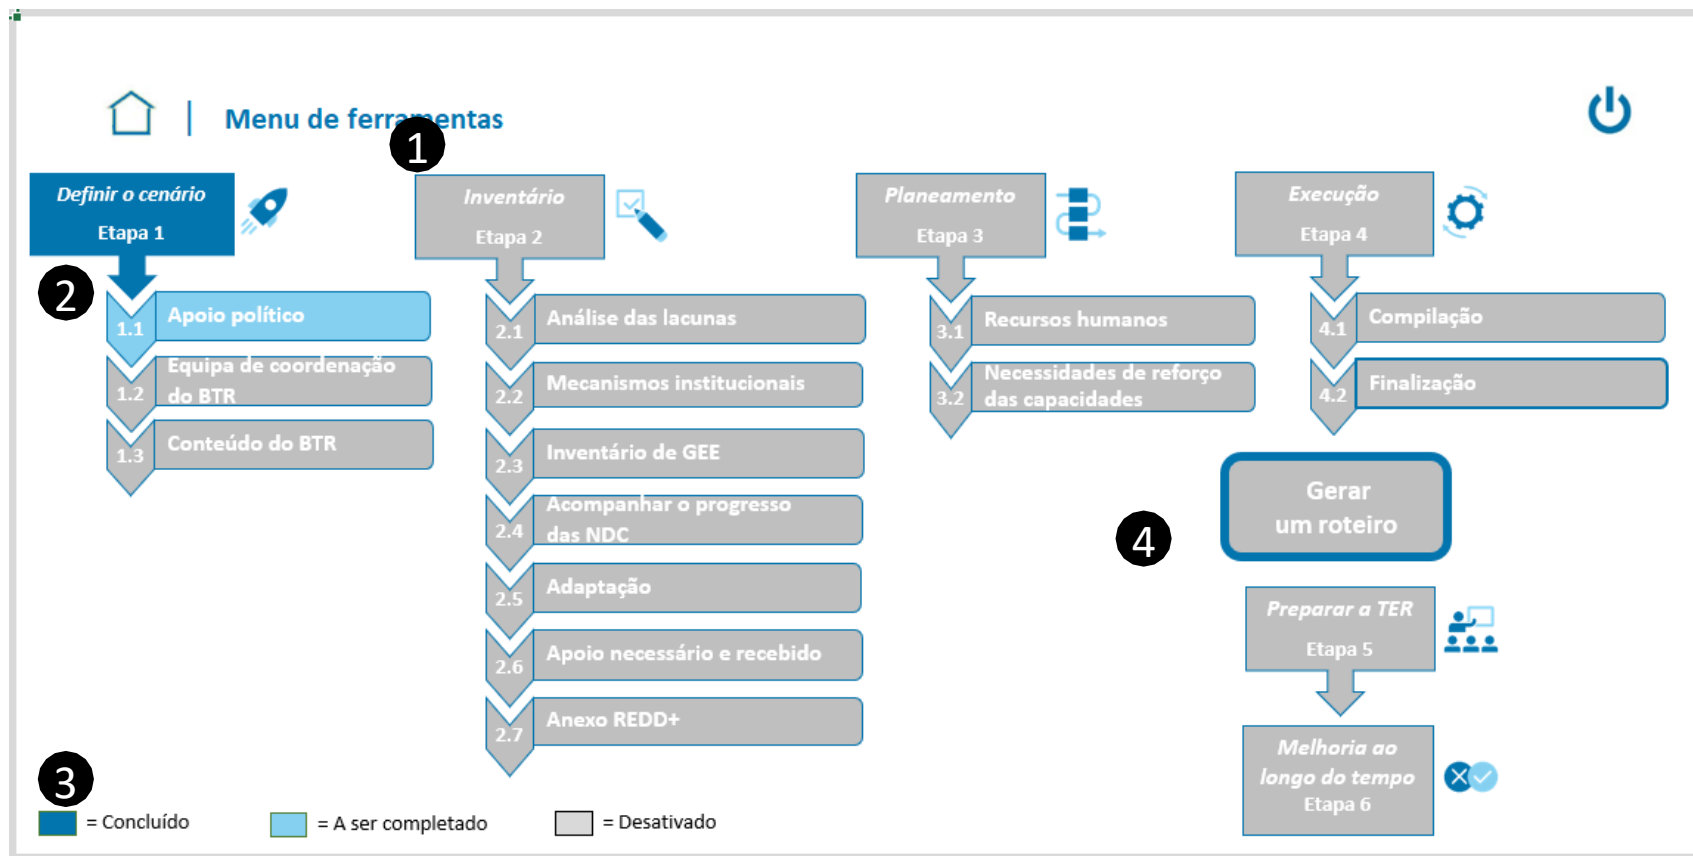 Menu de ferramentas
1
Definir o cenário
Etapa 1
Inventário
Etapa 2
Planeamento
Etapa 3
Execução
Etapa 4
2
1.1
Apoio político
1.2
Equipa de coordenação
do BTR
1.3
Conteúdo do BTR
2.1
Análise das lacunas
2.2
Mecanismos institucionais
2.3
Inventário de GEE
2.4
Acompanhar o progresso
das NDC
2.5
Adaptação
2.6
Apoio necessário e recebido
2.7
Anexo REDD+
3.1
Recursos humanos
3.2
Necessidades de reforço
das capacidades
4.1
Compilação
4.2
Finalização
Gerar
um roteiro
4
Preparar a TER
Etapa 5
Melhoria ao
longo do tempo
Etapa 6
3
= Concluído
= A ser completado
= Desativado